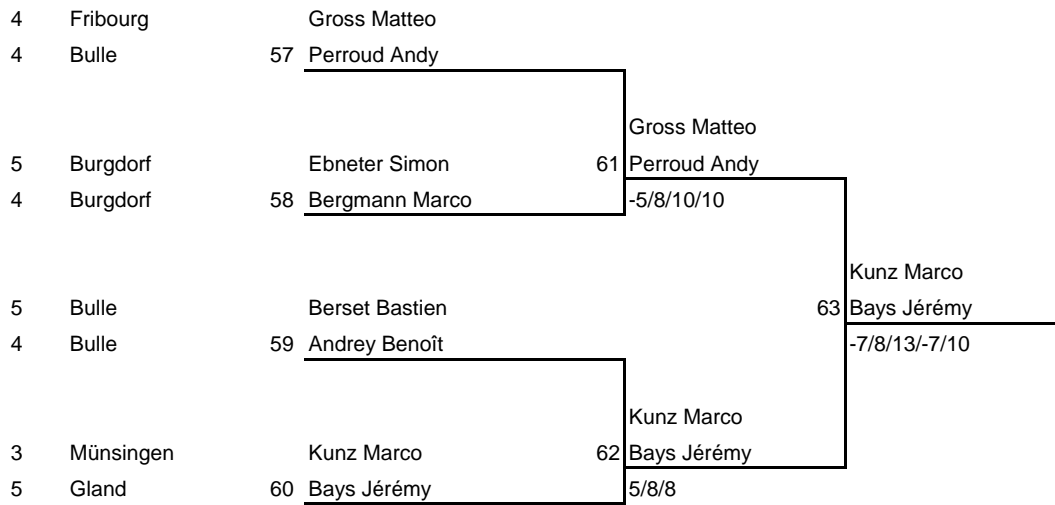 4 Fribourg Gross Matteo
4 Bulle 57 Perroud Andy
Gross Matteo
5 Burgdorf Ebneter Simon 61 Perroud Andy
4 Burgdorf 58 Bergmann Marco -5/8/10/10
Kunz Marco
5 Bulle Berset Bastien 63 Bays Jérémy
4 Bulle 59 Andrey Benoît -7/8/13/-7/10
Kunz Marco
3 Münsingen Kunz Marco 62 Bays Jérémy
5 Gland 60 Bays Jérémy 5/8/8